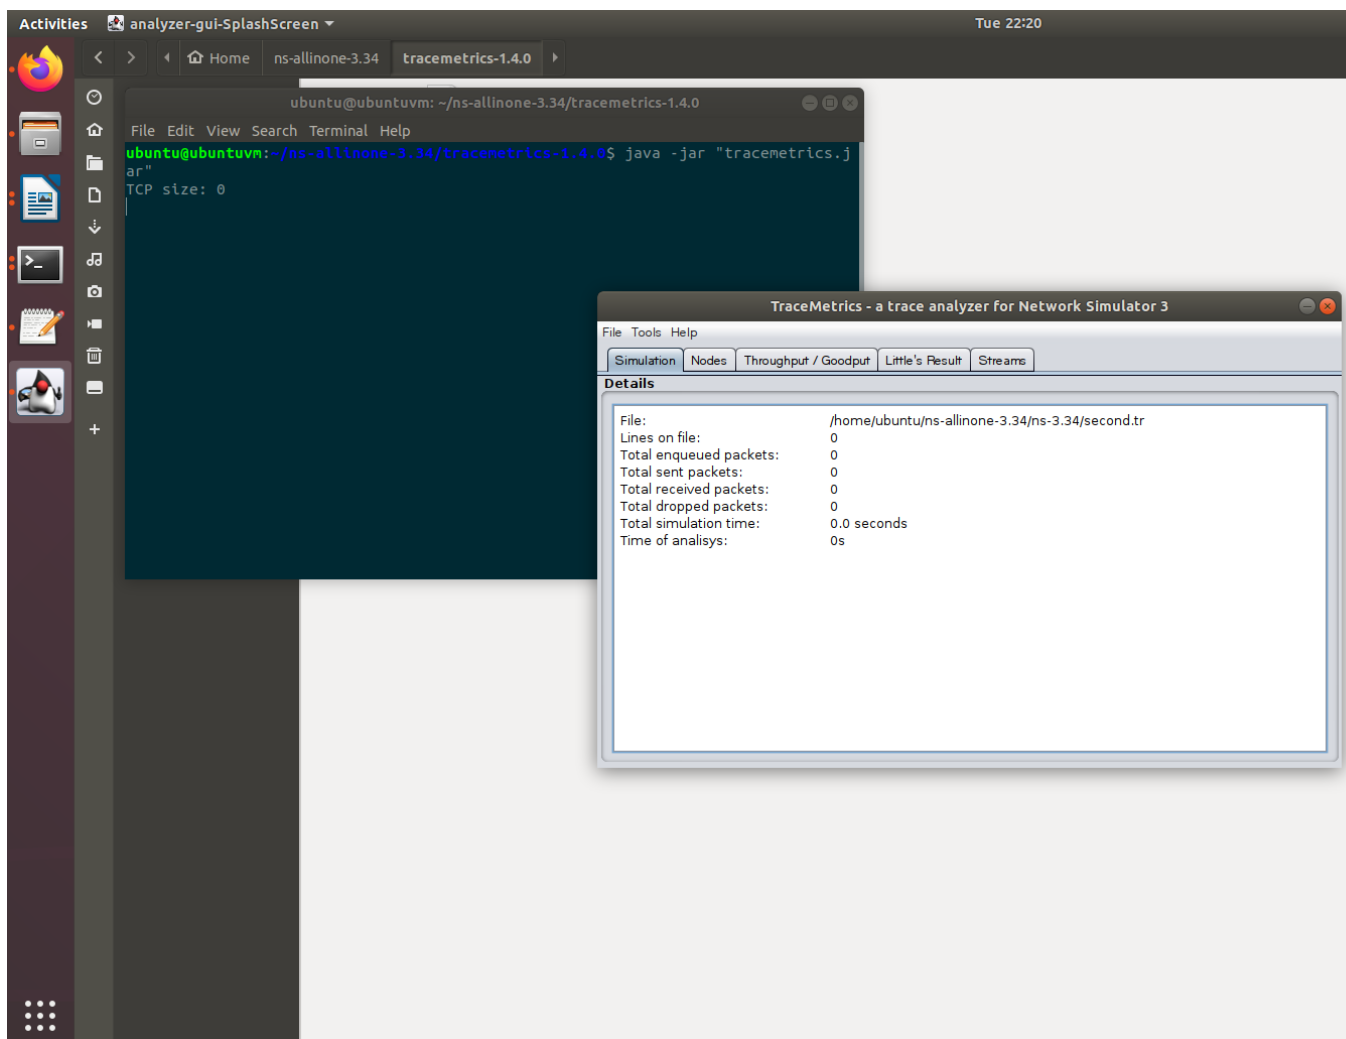 Activities analyzer-gui-SplashScreen Tue 22:20
Home ns-allinone-3.34 tracemetrics-1.4.0
ubuntu@ubuntuvm: ~/ns-allinone-3.34/tracemetrics-1.4.0
File Edit View Search Terminal Help
ubuntu@ubuntuvm:~/ns-allinone-3.34/tracemetrics-1.4.0$ java -jar "tracemetrics.j
ar"
TCP size: 0
TraceMetrics - a trace analyzer for Network Simulator 3
File Tools Help
Simulation Nodes Throughput / Goodput Little's Result Streams
Details
File: /home/ubuntu/ns-allinone-3.34/ns-3.34/second.tr
Lines on file: 0
Total enqueued packets: 0
Total sent packets: 0
Total received packets: 0
Total dropped packets: 0
Total simulation time: 0.0 seconds
Time of analisys: 0s